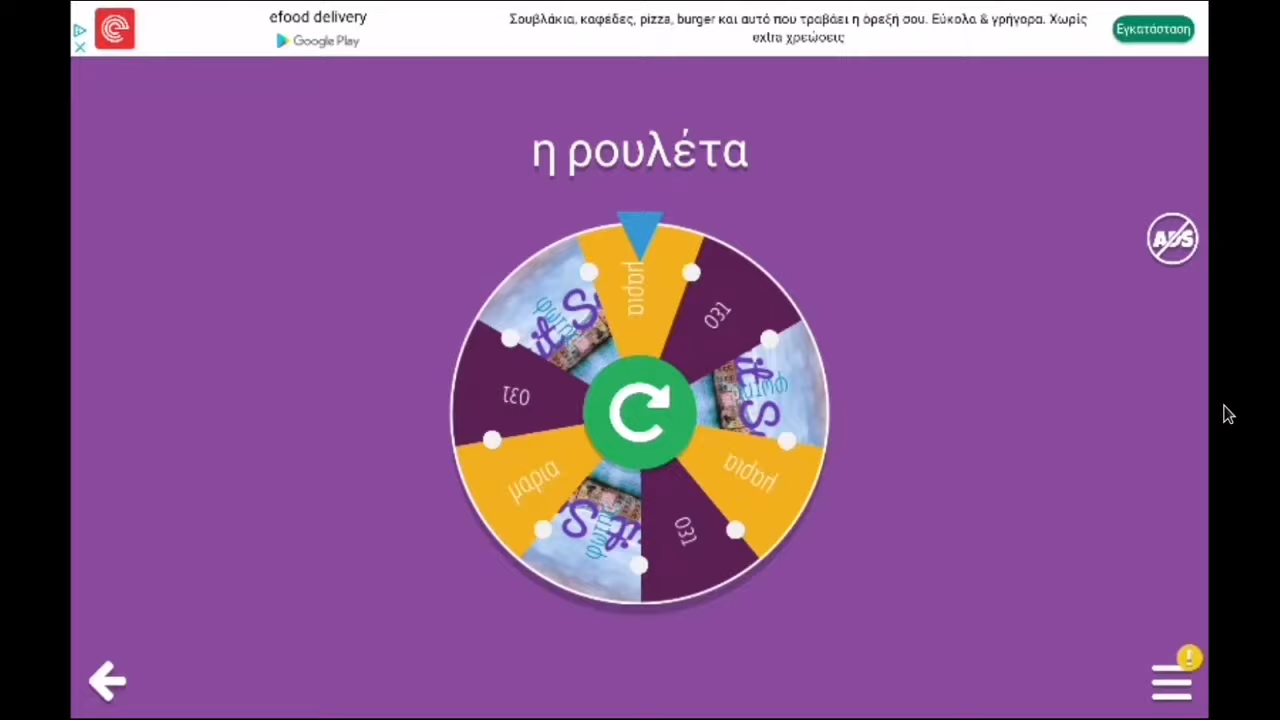 efood delivery
Google Play
Σουβλάκια, καφέδες, pizza, burger και αυτό που τραβάει η όρεξή σου. Εύκολα & γρήγορα. Χωρίς
extra χρεώσεις
Εγκατάσταση
η ρουλέτα
ADS
μαρια
031
μαρια
031
μαρια
031